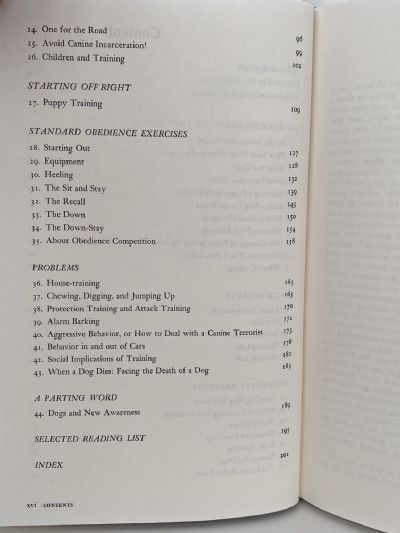 24. One for the Road 96
25. Avoid Canine Incarceration! 99
26. Children and Training 102
STARTING OFF RIGHT
27. Puppy Training 109
STANDARD OBEDIENCE EXERCISES
28. Starting Out 127
29. Equipment 128
30. Heeling 132
31. The Sit and Stay 139
32. The Recall 145
33. The Down 150
34. The Down-Stay 154
35. About Obedience Competition 158
PROBLEMS
36. House-training 163
37. Chewing, Digging, and Jumping Up 165
38. Protection Training and Attack Training 170
39. Alarm Barking 172
40. Aggressive Behavior, or How to Deal with a Canine Terrorist 173
41. Behavior in and out of Cars 178
42. Social Implications of Training 182
43. When a Dog Dies: Facing the Death of a Dog 183
A PARTING WORD
44. Dogs and New Awareness 189
SELECTED READING LIST 195
INDEX 201
xvi CONTENTS